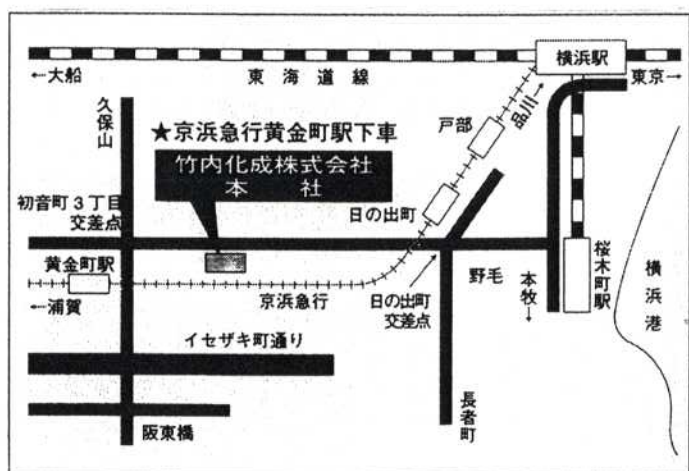 横浜駅
←大船
東海道線
東京→
久保山
★京浜急行黄金町駅下車
竹内化成株式会社
本 社
戸部
品川→
初音町3丁目
交差点
日の出町
黄金町駅
←浦賀
京浜急行
日の出町
交差点
野毛
本牧→
桜木町駅
横浜港
イセザキ町通り
長者町
阪東橋